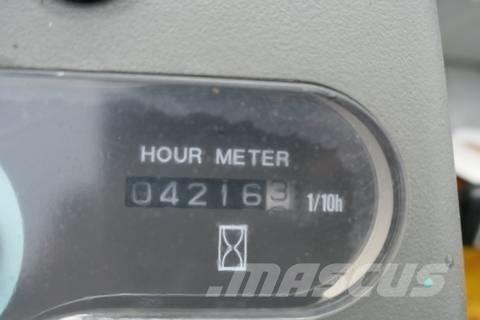 HOUR METER
042163 1/10h
MASCUS